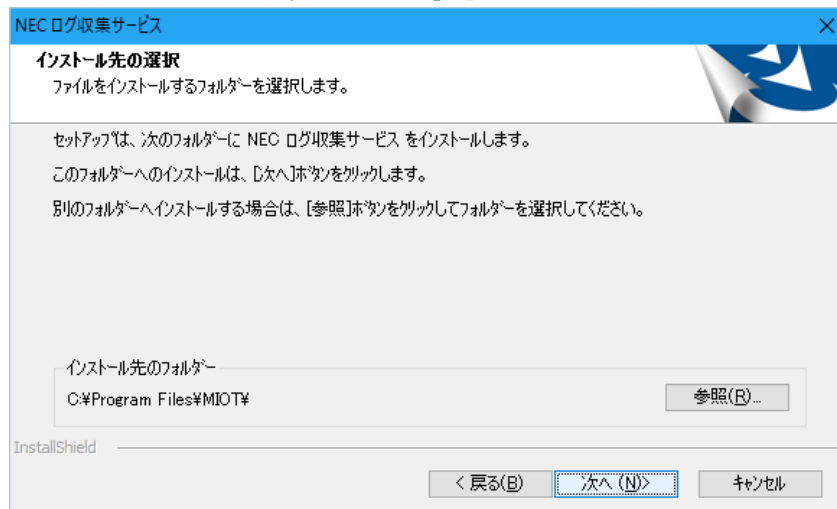 NEC ログ収集サービス
インストール先の選択
ファイルをインストールするフォルダーを選択します。
セットアップは、次のフォルダーに NEC ログ収集サービス をインストールします。
このフォルダーへのインストールは、[次へ]ボタンをクリックします。
別のフォルダーへインストールする場合は、[参照]ボタンをクリックしてフォルダーを選択してください。
インストール先のフォルダー
C:¥Program Files¥MIOT¥
参照(R)...
InstallShield
< 戻る(B)
次へ (N)>
キャンセル